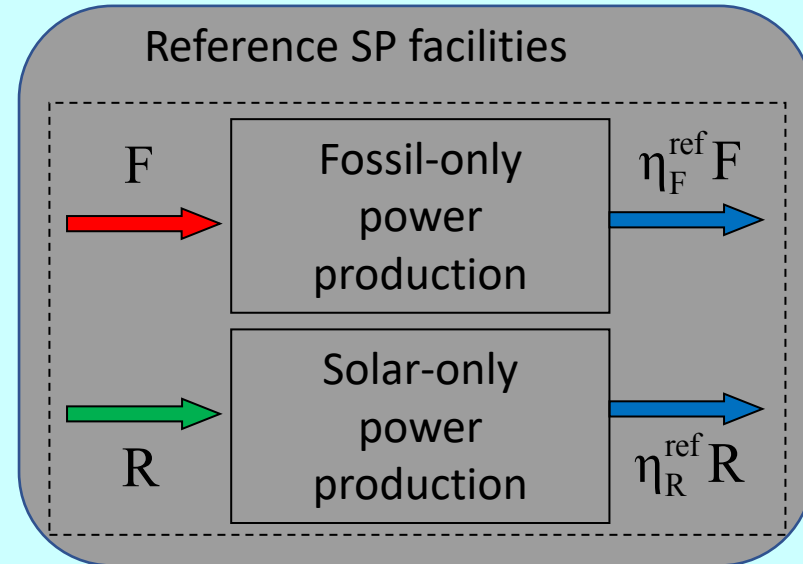 Reference SP facilities
F
Fossil-only
power
production
η_F^ref F
R
Solar-only
power
production
η_R^ref R